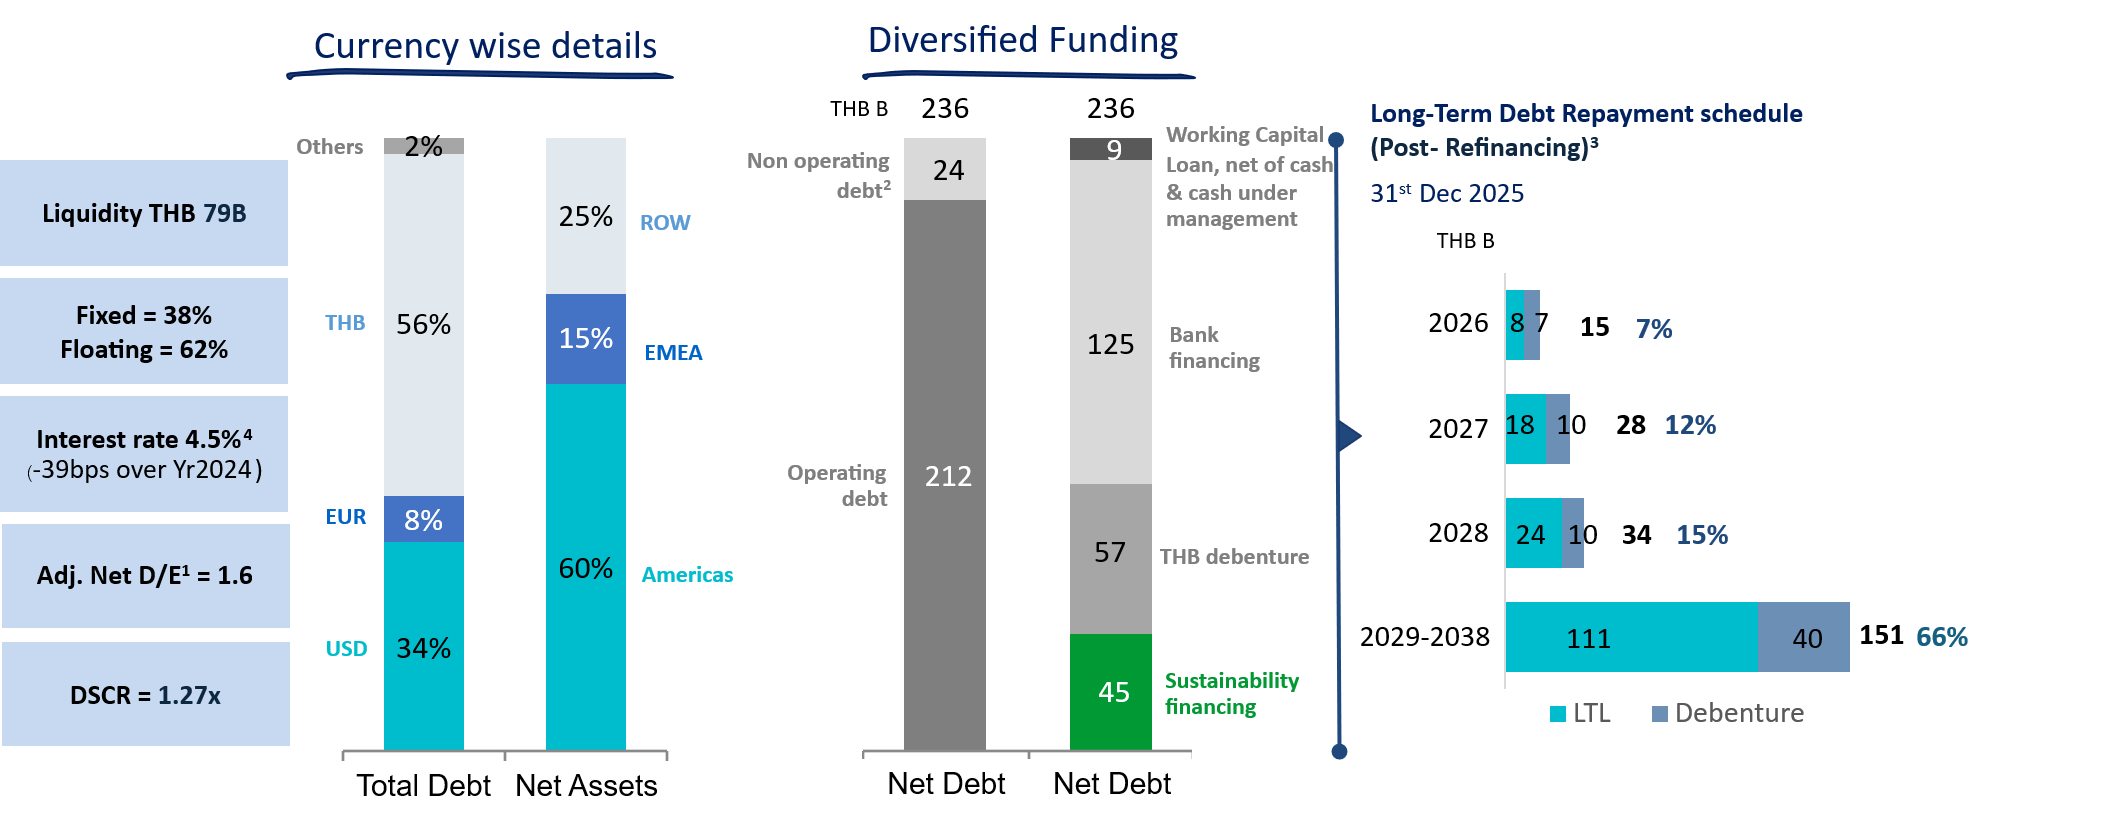 Currency wise details
Diversified Funding
Liquidity THB 79B
Fixed = 38%
Floating = 62%
Interest rate 4.5%⁴
(-39bps over Yr2024)
Adj. Net D/E¹ = 1.6
DSCR = 1.27x
Others
THB
EUR
USD
2%
56%
8%
34%
25%
15%
60%
ROW
EMEA
Americas
Total Debt
Net Assets
THB B
236
236
Non operating
debt²
Operating
debt
24
212
9
125
57
45
Working Capital
Loan, net of cash
& cash under
management
Bank
financing
THB debenture
Sustainability
financing
Net Debt
Net Debt
Long-Term Debt Repayment schedule
(Post- Refinancing)³
31ˢᵗ Dec 2025
THB B
2026 8 7 15 7%
2027 18 10 28 12%
2028 24 10 34 15%
2029-2038 111 40 151 66%
LTL
Debenture